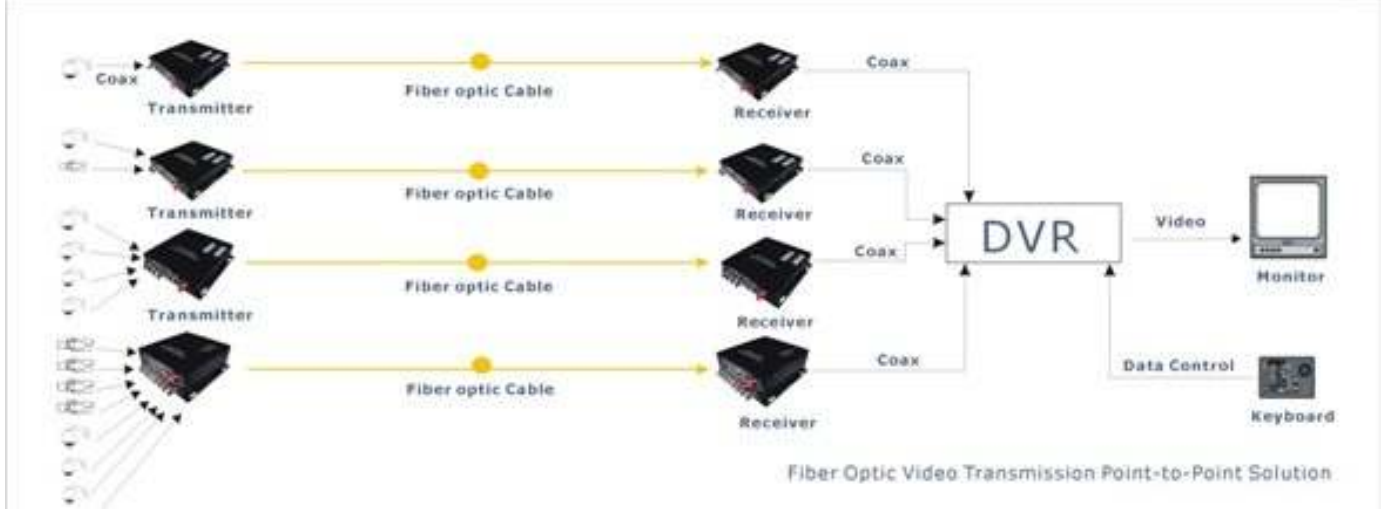 Coax
Transmitter
Fiber optic Cable
Receiver
Coax
Transmitter
Fiber optic Cable
Receiver
Coax
Transmitter
Fiber optic Cable
Receiver
Coax
Fiber optic Cable
Receiver
Coax
DVR
Video
Monitor
Data Control
Keyboard
Fiber Optic Video Transmission Point-to-Point Solution